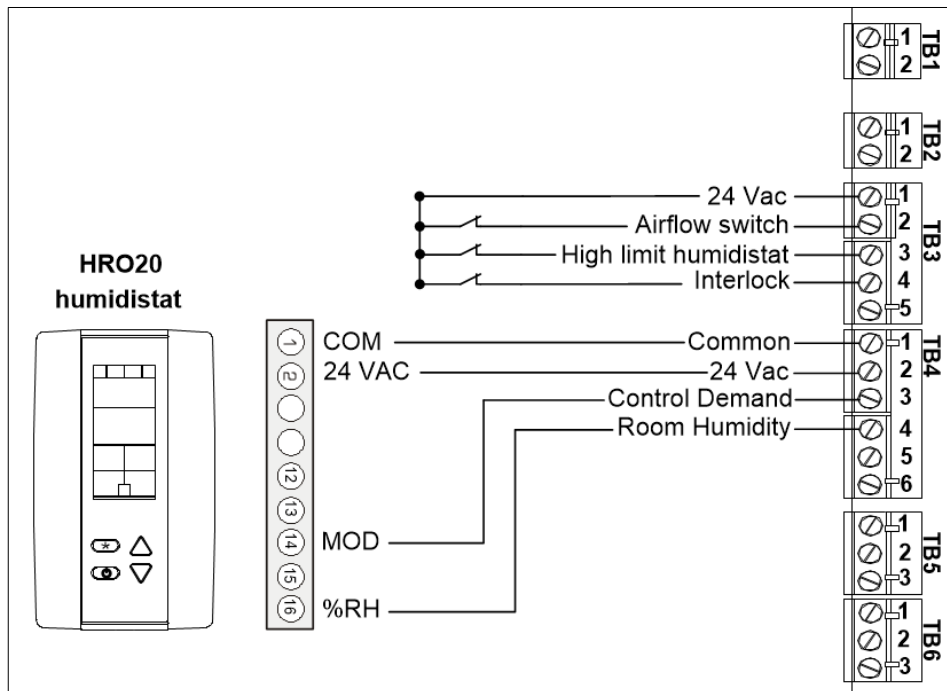 HRO20
humidistat
1 COM
2 24 VAC
12
13
14 MOD
15
16 %RH
24 Vac
Airflow switch
High limit humidistat
Interlock
Common
24 Vac
Control Demand
Room Humidity
TB1
1
2
TB2
1
2
TB3
1
2
3
4
5
TB4
1
2
3
4
5
6
TB5
1
2
3
TB6
1
2
3